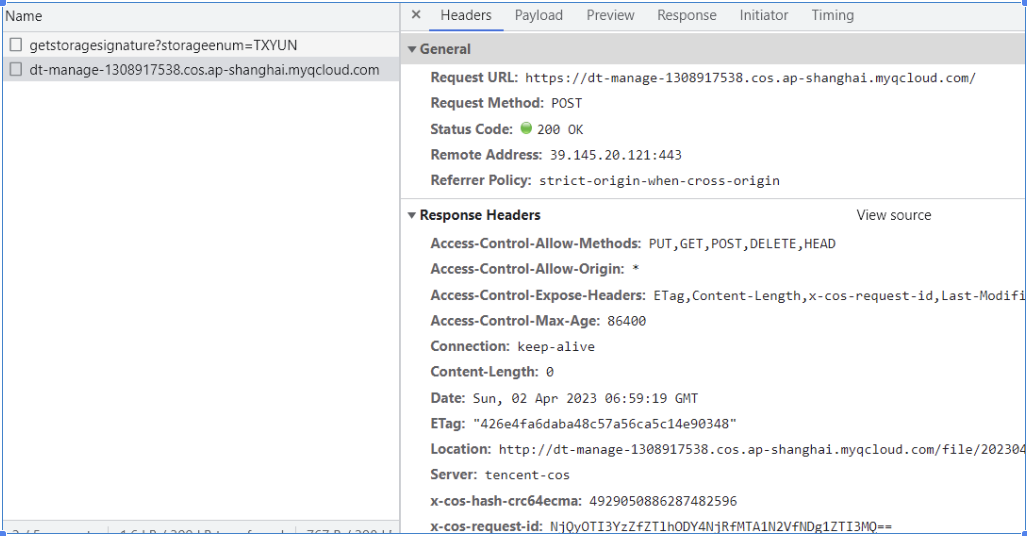 Name
× Headers Payload Preview Response Initiator Timing
getstoragesignature?storageenum=TXYUN
dt-manage-1308917538.cos.ap-shanghai.myqcloud.com
General
Request URL: https://dt-manage-1308917538.cos.ap-shanghai.myqcloud.com/
Request Method: POST
Status Code: 200 OK
Remote Address: 39.145.20.121:443
Referrer Policy: strict-origin-when-cross-origin
Response Headers View source
Access-Control-Allow-Methods: PUT,GET,POST,DELETE,HEAD
Access-Control-Allow-Origin: *
Access-Control-Expose-Headers: ETag,Content-Length,x-cos-request-id,Last-Modifi
Access-Control-Max-Age: 86400
Connection: keep-alive
Content-Length: 0
Date: Sun, 02 Apr 2023 06:59:19 GMT
ETag: "426e4fa6daba48c57a56ca5c14e90348"
Location: http://dt-manage-1308917538.cos.ap-shanghai.myqcloud.com/file/202304
Server: tencent-cos
x-cos-hash-crc64ecma: 4929050886287482596
x-cos-request-id: NjQyOTI3YzZfZT1hODY4NjRfMTA1N2VfNDg1ZTI3MQ==